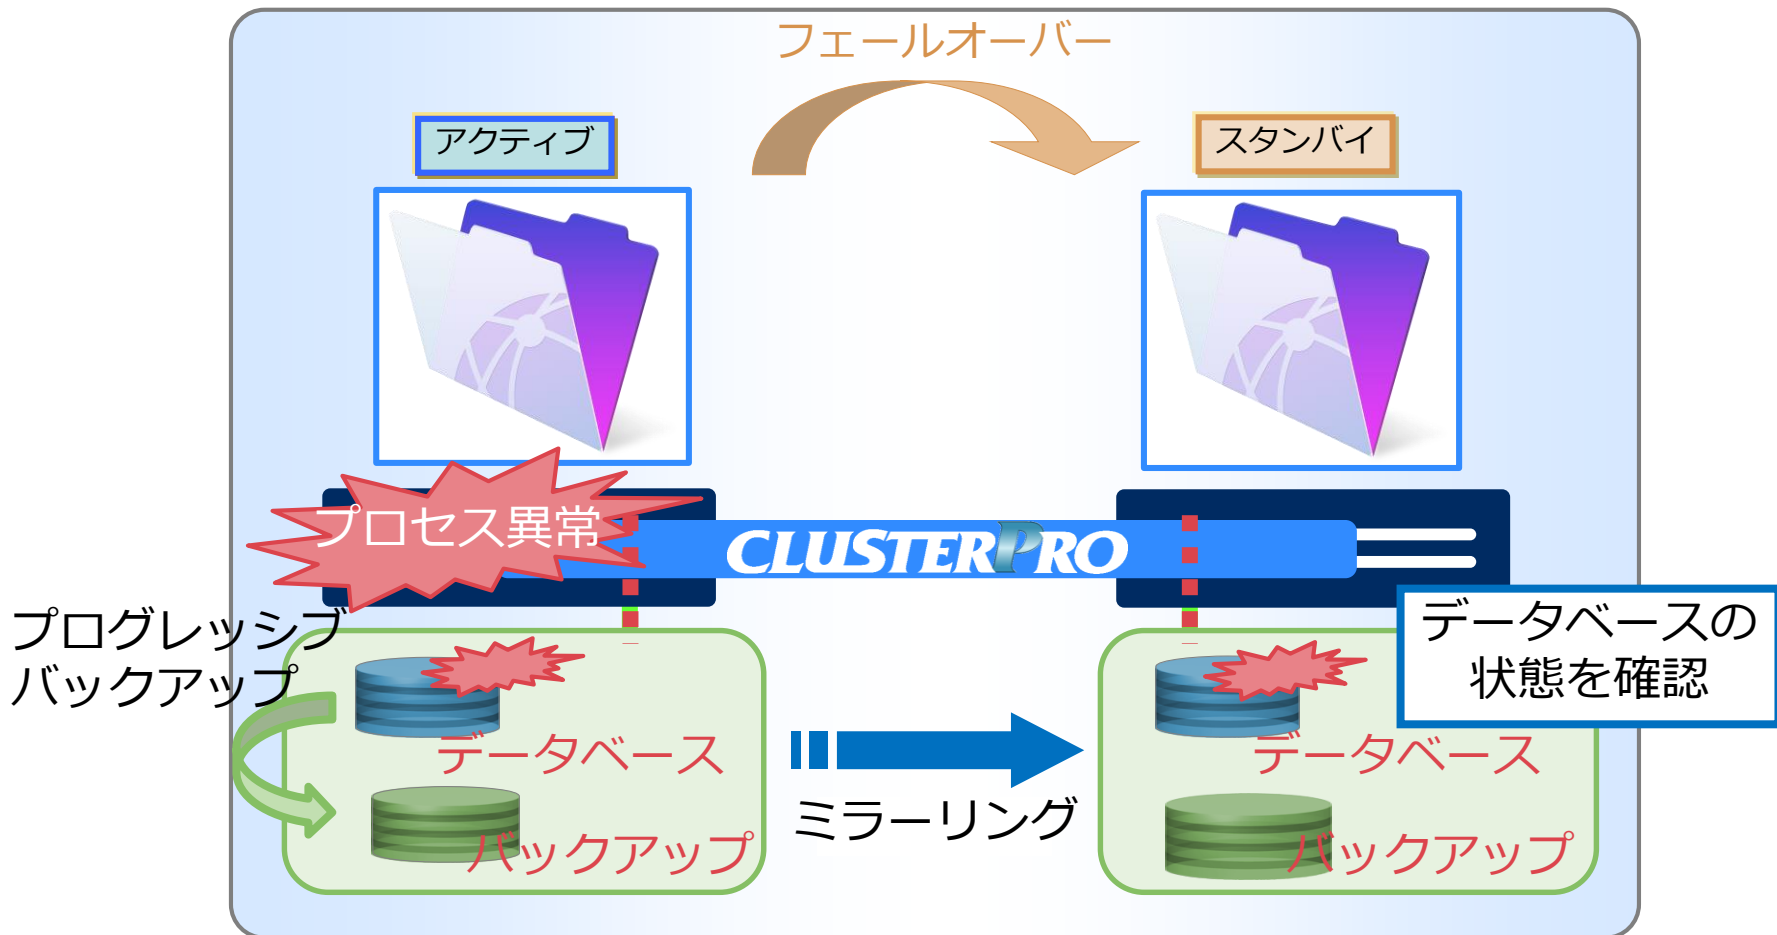 フェールオーバー
アクティブ
スタンバイ
プロセス異常
CLUSTERPRO
プログレッシブ
バックアップ
データベースの
状態を確認
データベース
データベース
ミラーリング
バックアップ
バックアップ